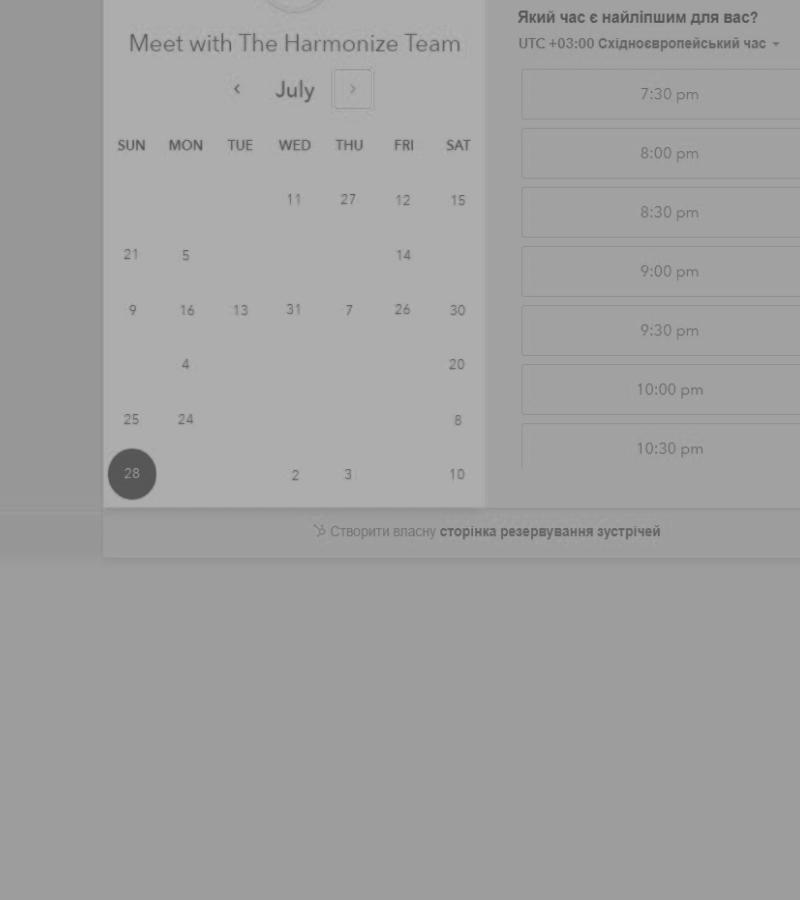 Meet with The Harmonize Team
July
SUN MON TUE WED THU FRI SAT
11 27 12 15
21 5 14
9 16 13 31 7 26 30
4 20
25 24 8
28 2 3 10
Який час є найліпшим для вас?
UTC +03:00 Східноєвропейський час
7:30 pm
8:00 pm
8:30 pm
9:00 pm
9:30 pm
10:00 pm
10:30 pm
Створити власну сторінка резервування зустрічей